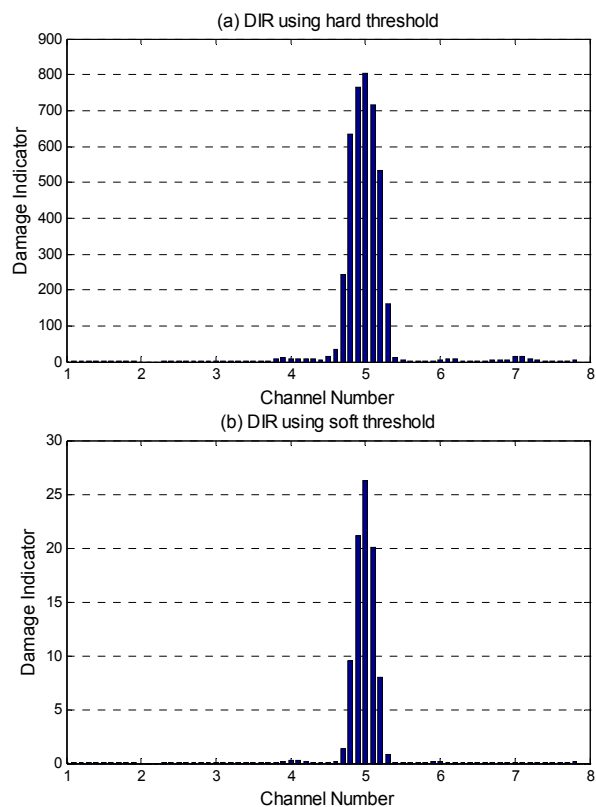 (a) DIR using hard threshold
900
800
700
600
500
400
300
200
100
0
Damage Indicator
1 2 3 4 5 6 7 8
Channel Number
(b) DIR using soft threshold
30
25
20
15
10
5
0
Damage Indicator
1 2 3 4 5 6 7 8
Channel Number